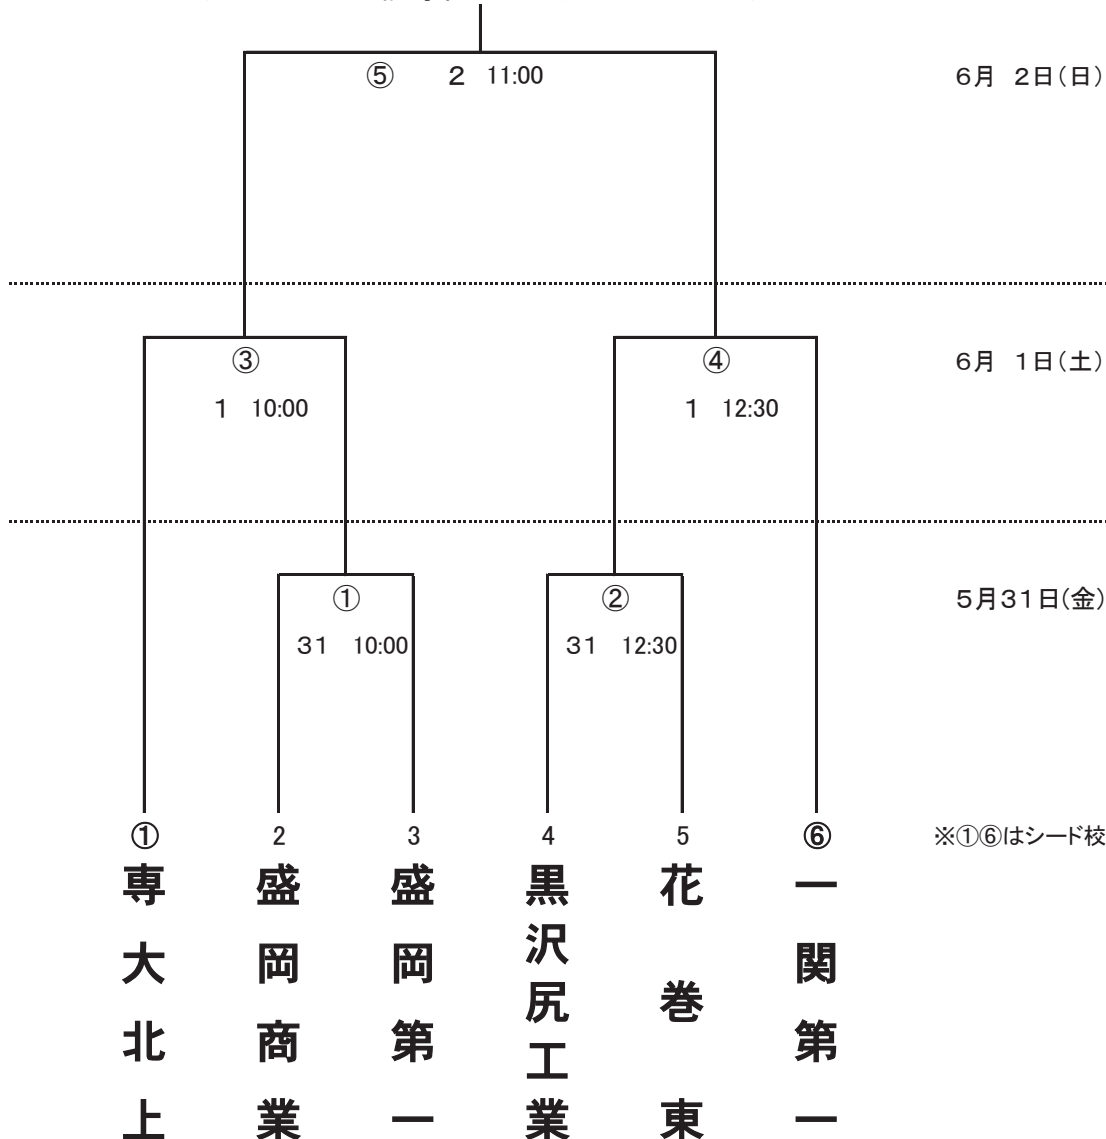 ⑤ 2 11:00 6月 2日(日)
③ ④ 6月 1日(土)
1 10:00 1 12:30
① ② 5月31日(金)
31 10:00 31 12:30
① 2 3 4 5 ⑥ ※①⑥はシード校
専大北上
盛岡商業
盛岡第一
黒沢尻工業
花巻東
一関第一